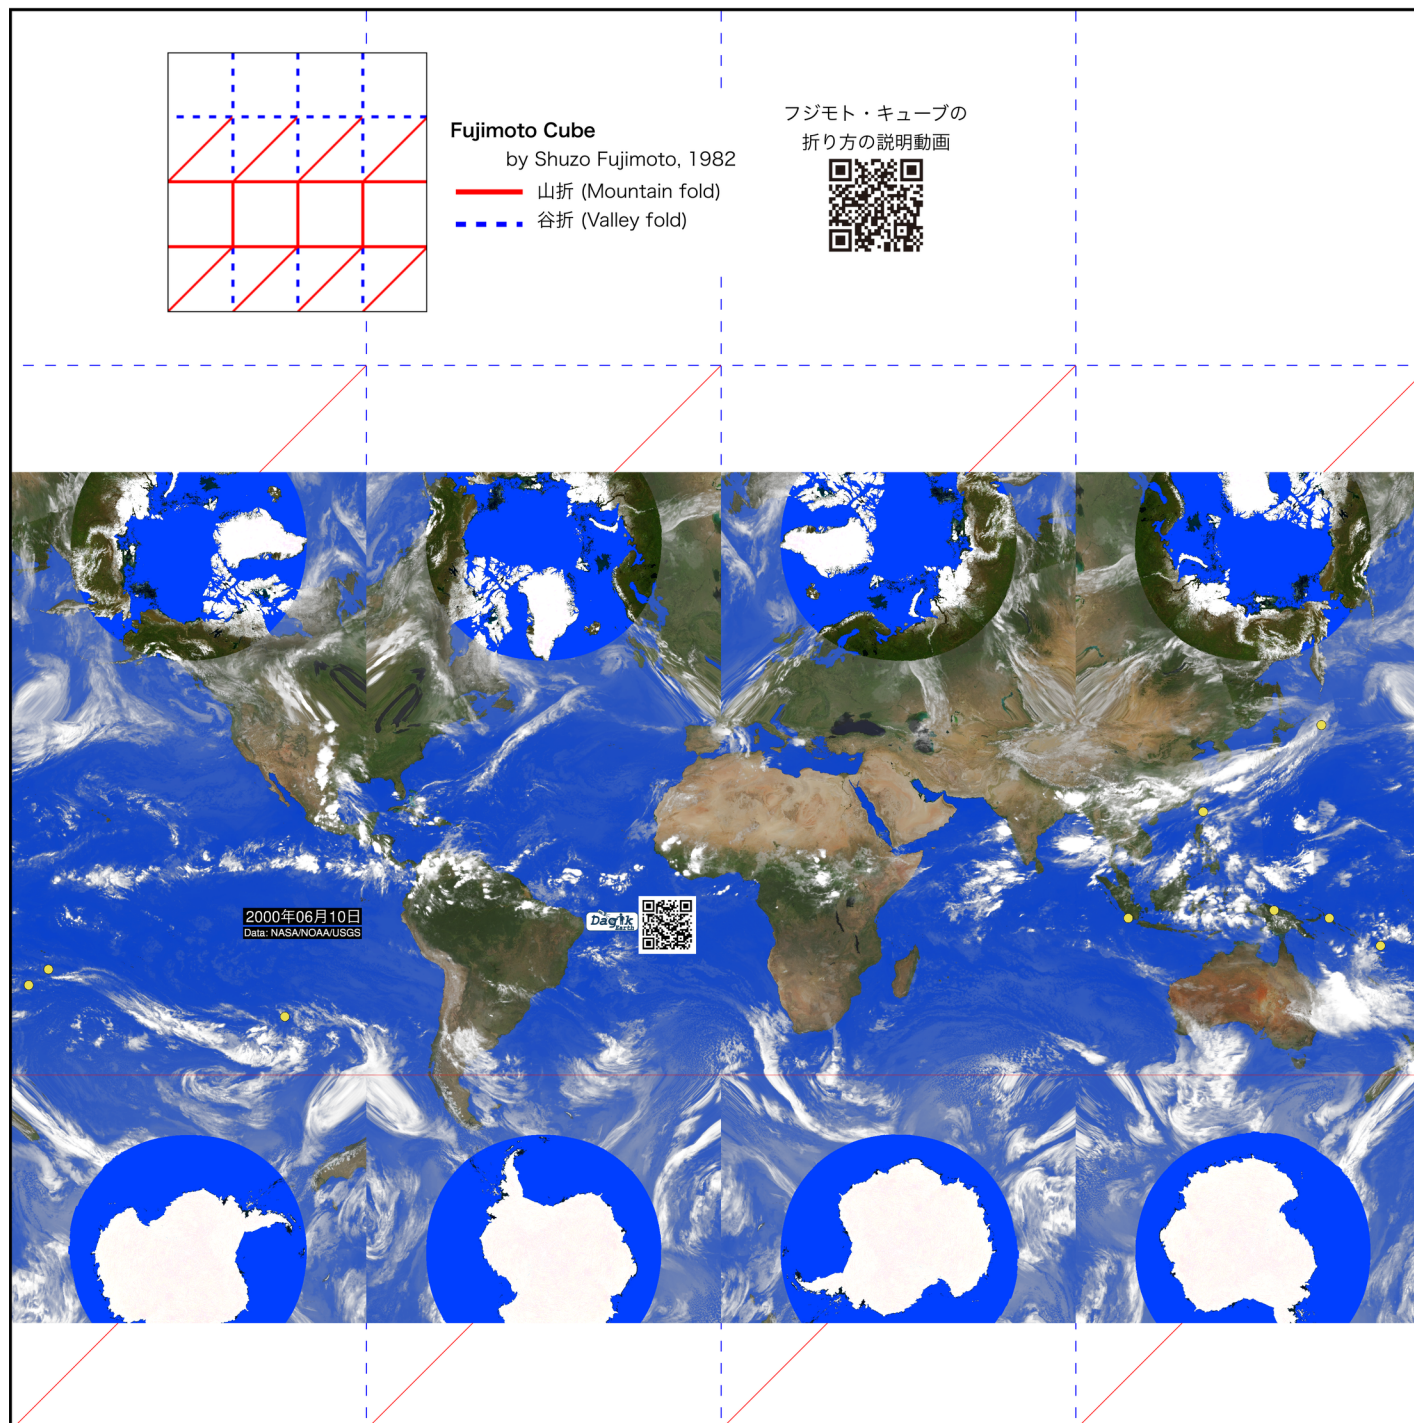 Fujimoto Cube
by Shuzo Fujimoto, 1982
山折 (Mountain fold)
谷折 (Valley fold)
フジモト・キューブの
折り方の説明動画
2000年06月10日
Data: NASA/NOAA/USGS
Dagik
Earth